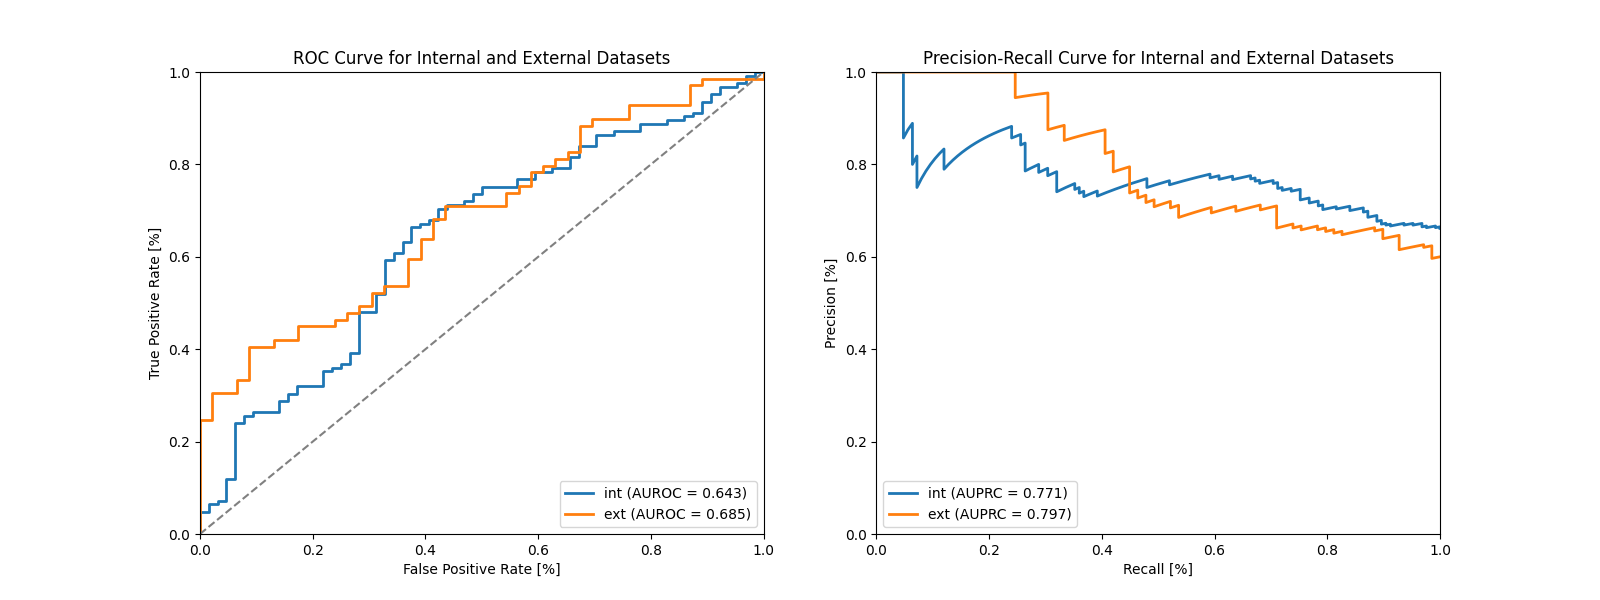 ROC Curve for Internal and External Datasets
1.0
0.8
0.6
0.4
0.2
0.0
True Positive Rate [%]
int (AUROC = 0.643)
ext (AUROC = 0.685)
0.0 0.2 0.4 0.6 0.8 1.0
False Positive Rate [%]
Precision-Recall Curve for Internal and External Datasets
1.0
0.8
0.6
0.4
0.2
0.0
Precision [%]
int (AUPRC = 0.771)
ext (AUPRC = 0.797)
0.0 0.2 0.4 0.6 0.8 1.0
Recall [%]